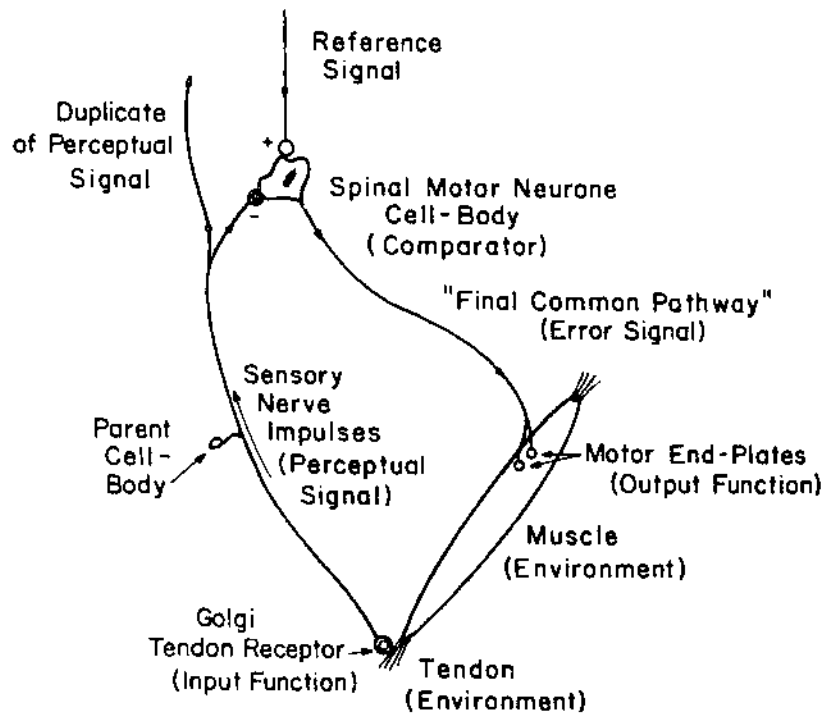 Reference
Signal
Duplicate
of Perceptual
Signal
+
-
Spinal Motor Neurone
Cell-Body
(Comparator)
"Final Common Pathway"
(Error Signal)
Sensory
Nerve
Impulses
(Perceptual
Signal)
Parent
Cell-
Body
Motor End-Plates
(Output Function)
Muscle
(Environment)
Golgi
Tendon Receptor
(Input Function)
Tendon
(Environment)